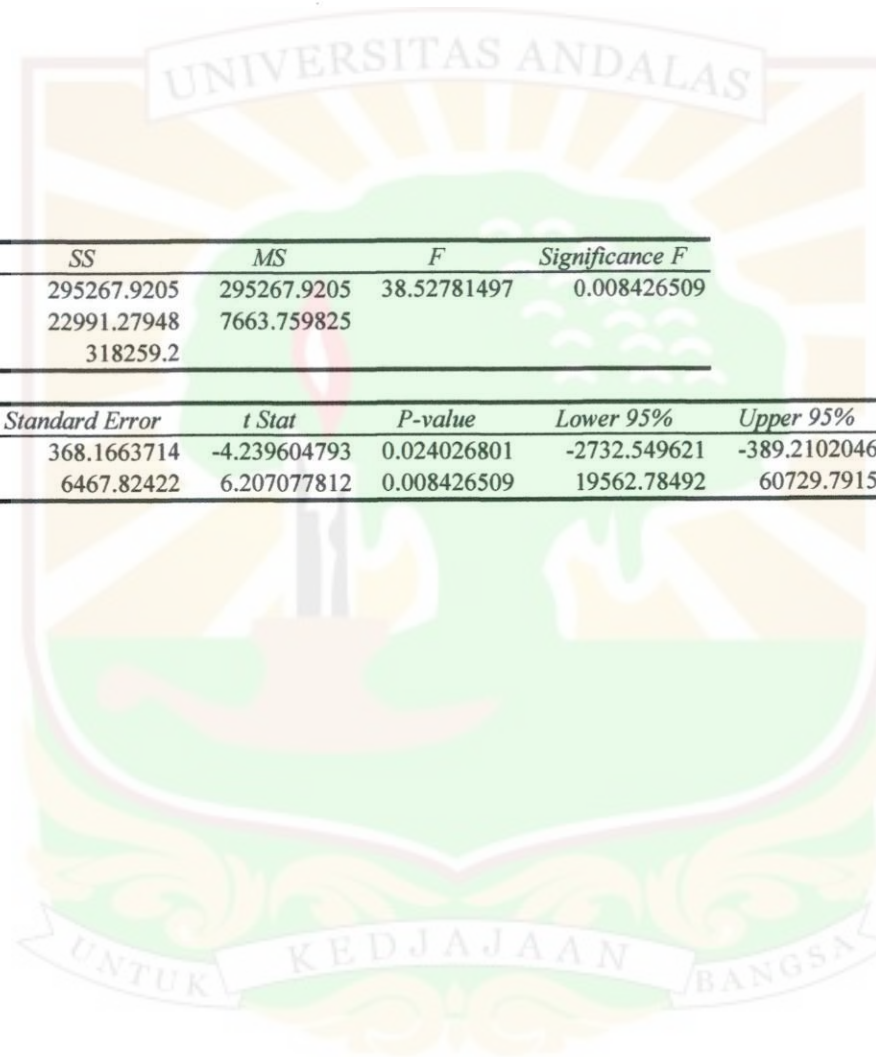 UNIVERSITAS ANDALAS
SS MS F Significance F
295267.9205 295267.9205 38.52781497 0.008426509
22991.27948 7663.759825
318259.2
Standard Error t Stat P-value Lower 95% Upper 95%
368.1663714 -4.239604793 0.024026801 -2732.549621 -389.2102046
6467.82422 6.207077812 0.008426509 19562.78492 60729.7915
UNTUK KEDJAJAAN BANGSA